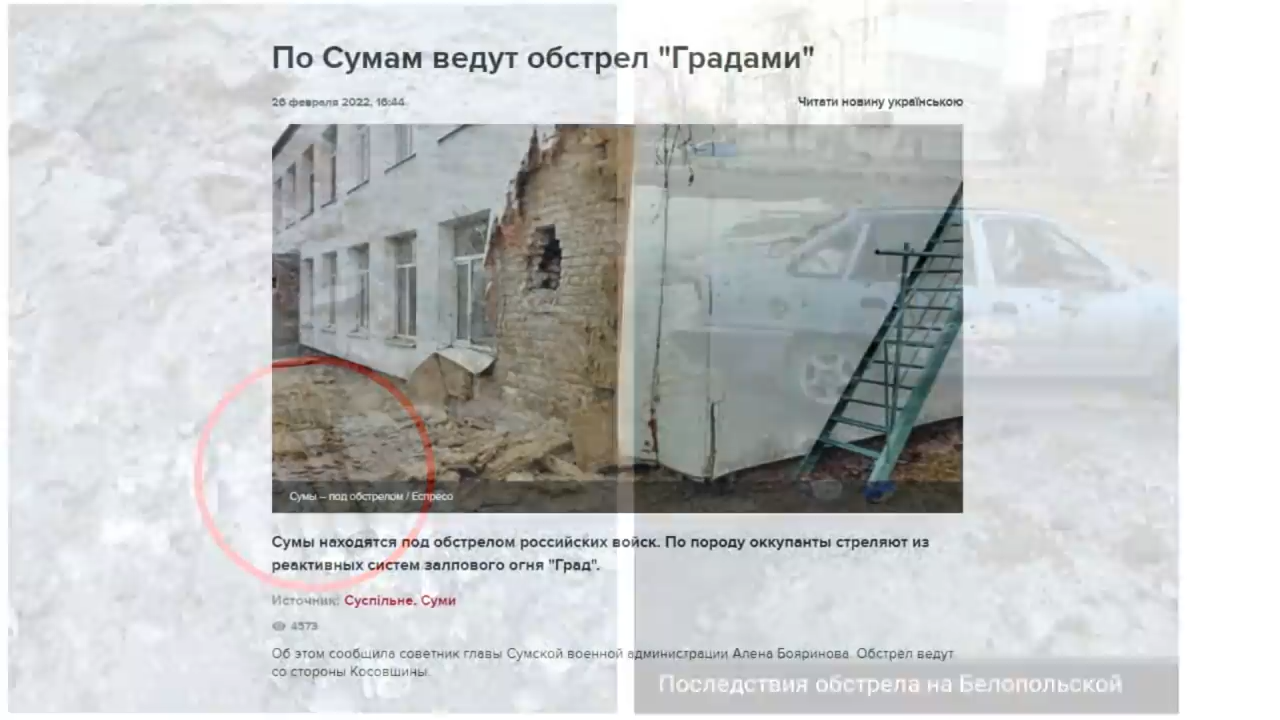 По Сумам ведут обстрел "Градами"
26 февраля 2022, 16:44
Читати новину українською
Сумы – под обстрелом / Еспресо
Сумы находятся под обстрелом российских войск. По породу оккупанты стреляют из
реактивных систем залпового огня "Град".
Источник: Суспільне. Суми
4573
Об этом сообщила советник главы Сумской военной администрации Алена Бояринова. Обстрел ведут
со стороны Косовщины.
Последствия обстрела на Белопольской